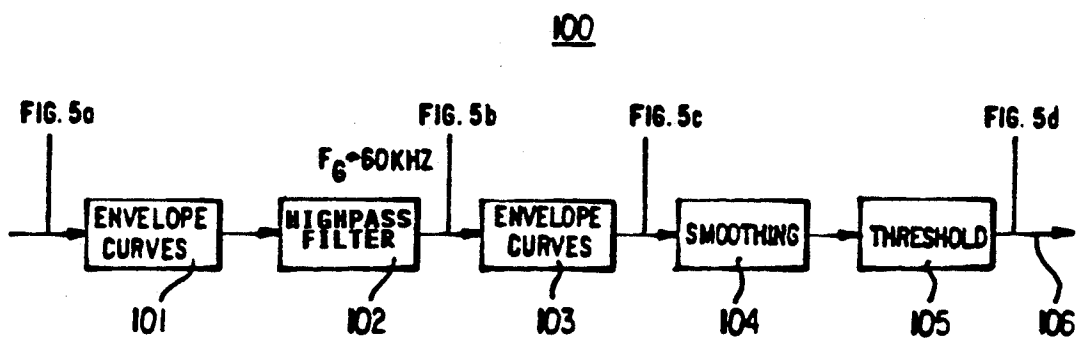 100
FIG. 5a
FIG. 5b
FIG. 5c
FIG. 5d
FG~60KHZ
ENVELOPE
CURVES
HIGHPASS
FILTER
ENVELOPE
CURVES
SMOOTHING
THRESHOLD
101
102
103
104
105
106